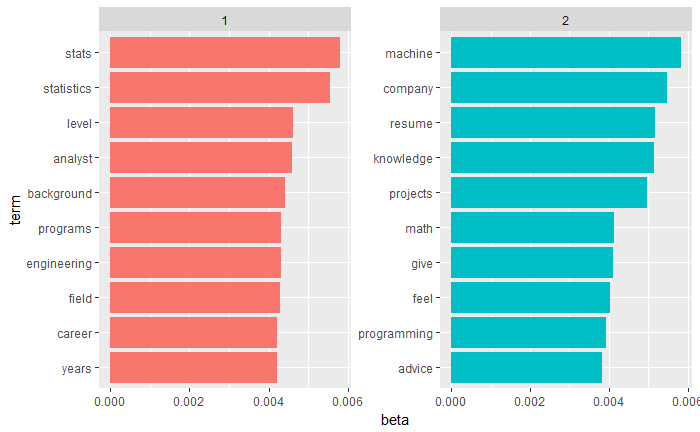 1
2
term
stats
statistics
level
analyst
background
programs
engineering
field
career
years
machine
company
resume
knowledge
projects
math
give
feel
programming
advice
0.000 0.002 0.004 0.006
0.000 0.002 0.004 0.006
beta